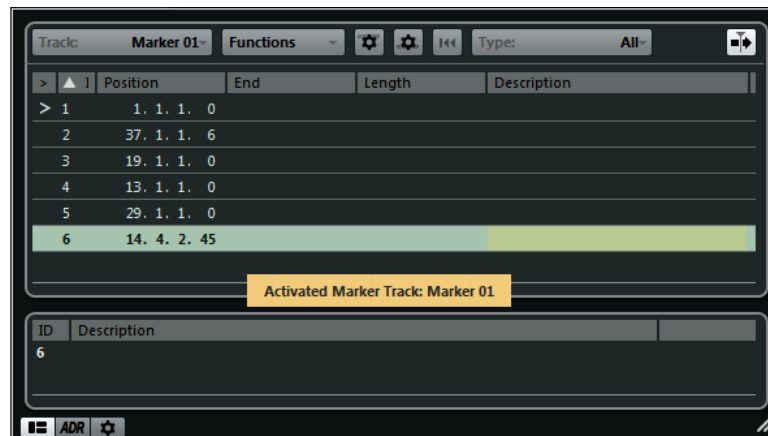 Track: Marker 01 Functions Type: All
> I Position End Length Description
> 1 1. 1. 1. 0
2 37. 1. 1. 6
3 19. 1. 1. 0
4 13. 1. 1. 0
5 29. 1. 1. 0
6 14. 4. 2. 45
Activated Marker Track: Marker 01
ID Description
6
ADR